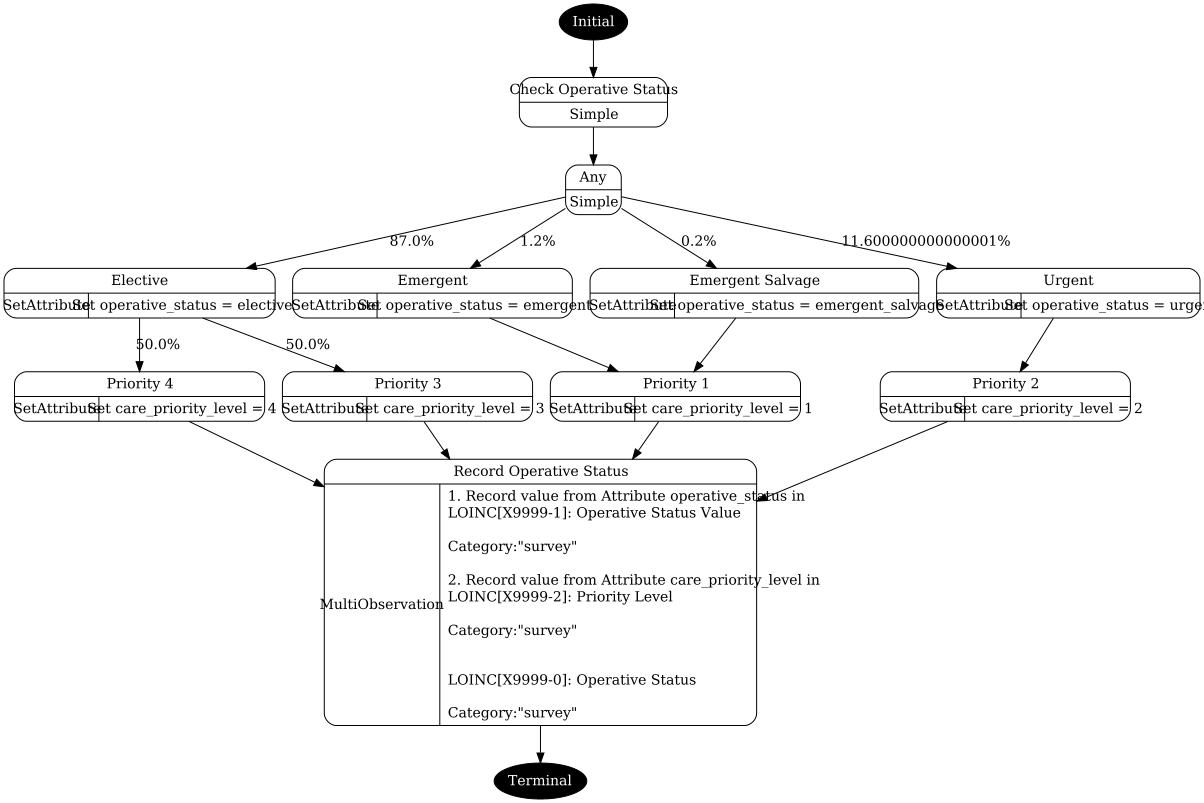 Initial
Check Operative Status
Simple
Any
Simple
87.0%
1.2%
0.2%
11.600000000000001%
Elective
SetAttribute
Set operative_status = elective
Emergent
SetAttribute
Set operative_status = emergent
Emergent Salvage
SetAttribute
Set operative_status = emergent_salvage
Urgent
SetAttribute
Set operative_status = urge
50.0%
50.0%
Priority 4
SetAttribute
Set care_priority_level = 4
Priority 3
SetAttribute
Set care_priority_level = 3
Priority 1
SetAttribute
Set care_priority_level = 1
Priority 2
SetAttribute
Set care_priority_level = 2
Record Operative Status
MultiObservation
1. Record value from Attribute operative_status in
LOINC[X9999-1]: Operative Status Value
Category:"survey"
2. Record value from Attribute care_priority_level in
LOINC[X9999-2]: Priority Level
Category:"survey"
LOINC[X9999-0]: Operative Status
Category:"survey"
Terminal